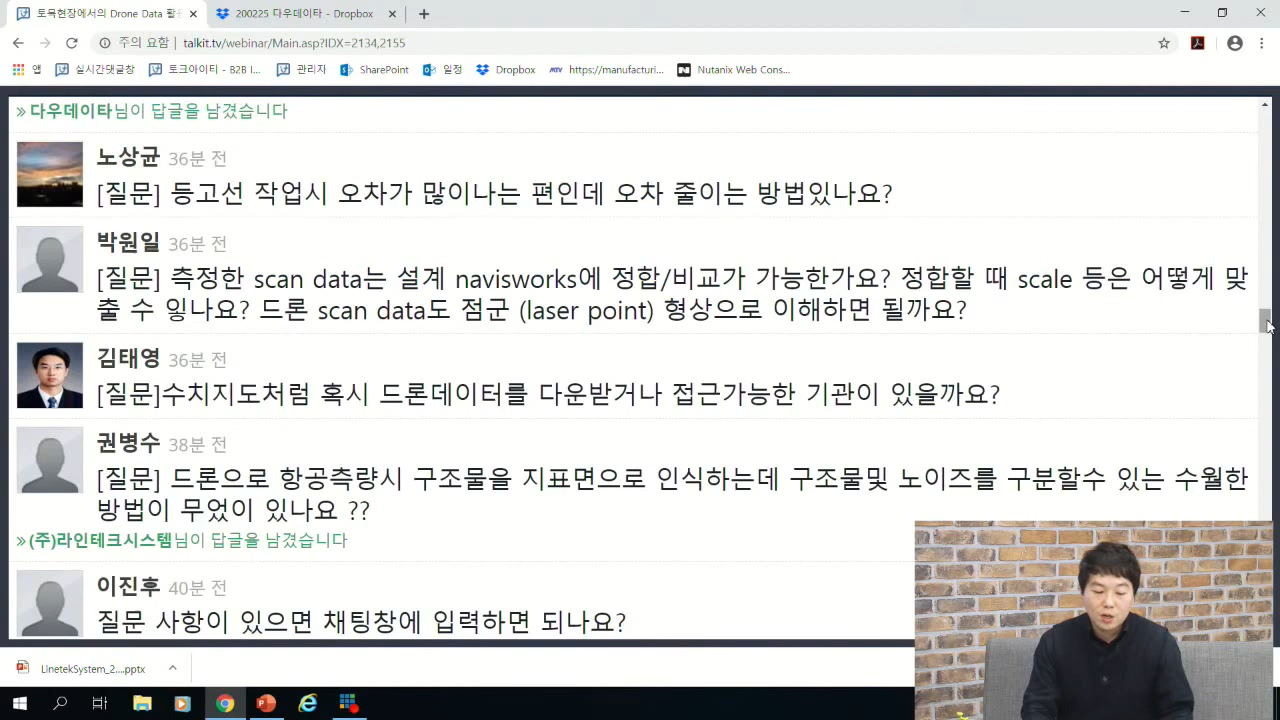 토목현장에서의 Drone Data 활
200225 다우데이타 - Dropbox
주의 요함 | talkit.tv/webinar/Main.asp?IDX=2134,2155
앱 실시간댓글창 토크아이티 - B2B I... 관리자 SharePoint 일정 Dropbox https://manufacturi... Nutanix Web Cons...
» 다우데이타님이 답글을 남겼습니다
노상균 36분 전
[질문] 등고선 작업시 오차가 많이나는 편인데 오차 줄이는 방법있나요?
박원일 36분 전
[질문] 측정한 scan data는 설계 navisworks에 정합/비교가 가능한가요? 정합할 때 scale 등은 어떻게 맞
출 수 잏나요? 드론 scan data도 점군 (laser point) 형상으로 이해하면 될까요?
김태영 36분 전
[질문]수치지도처럼 혹시 드론데이터를 다운받거나 접근가능한 기관이 있을까요?
권병수 38분 전
[질문] 드론으로 항공측량시 구조물을 지표면으로 인식하는데 구조물및 노이즈를 구분할수 있는 수월한
방법이 무었이 있나요 ??
» (주)라인테크시스템님이 답글을 남겼습니다
이진후 40분 전
질문 사항이 있으면 채팅창에 입력하면 되나요?
LinetekSystem_2....pptx